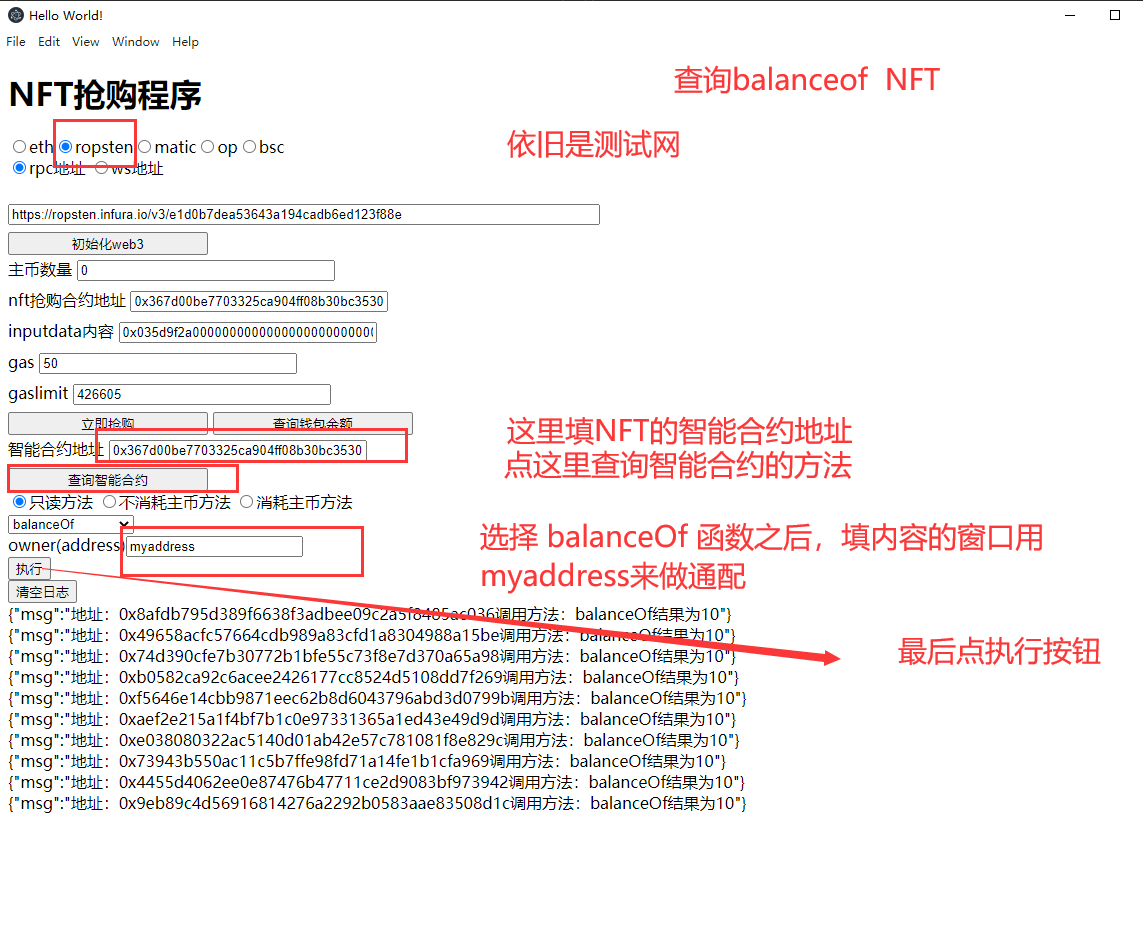 Hello World!
File Edit View Window Help
NFT抢购程序
查询balanceof NFT
eth ropsten matic op bsc
依旧是测试网
rpc地址 ws地址
https://ropsten.infura.io/v3/e1d0b7dea53643a194cadb6ed123f88e
初始化web3
主币数量 0
nft抢购合约地址 0x367d00be7703325ca904ff08b30bc3530
inputdata内容 0x035d9f2a000000000000000000000000
gas 50
gaslimit 426605
立即抢购 查询钱包余额
这里填NFT的智能合约地址
智能合约地址 0x367d00be7703325ca904ff08b30bc3530
点这里查询智能合约的方法
查询智能合约
只读方法 不消耗主币方法 消耗主币方法
balanceOf
选择 balanceOf 函数之后，填内容的窗口用
owner(address) myaddress
myaddress来做通配
执行
清空日志
{"msg":"地址：0x8afdb795d389f6638f3adbee09c2a5f8485ac036调用方法：balanceOf结果为10"}
{"msg":"地址：0x49658acfc57664cdb989a83cfd1a8304988a15be调用方法：balanceOf结果为10"}
最后点执行按钮
{"msg":"地址：0x74d390cfe7b30772b1bfe55c73f8e7d370a65a98调用方法：balanceOf结果为10"}
{"msg":"地址：0xb0582ca92c6acee2426177cc8524d5108dd7f269调用方法：balanceOf结果为10"}
{"msg":"地址：0xf5646e14cbb9871eec62b8d6043796abd3d0799b调用方法：balanceOf结果为10"}
{"msg":"地址：0xaef2e215a1f4bf7b1c0e97331365a1ed43e49d9d调用方法：balanceOf结果为10"}
{"msg":"地址：0xe038080322ac5140d01ab42e57c781081f8e829c调用方法：balanceOf结果为10"}
{"msg":"地址：0x73943b550ac11c5b7ffe98fd71a14fe1b1cfa969调用方法：balanceOf结果为10"}
{"msg":"地址：0x4455d4062ee0e87476b47711ce2d9083bf973942调用方法：balanceOf结果为10"}
{"msg":"地址：0x9eb89c4d56916814276a2292b0583aae83508d1c调用方法：balanceOf结果为10"}